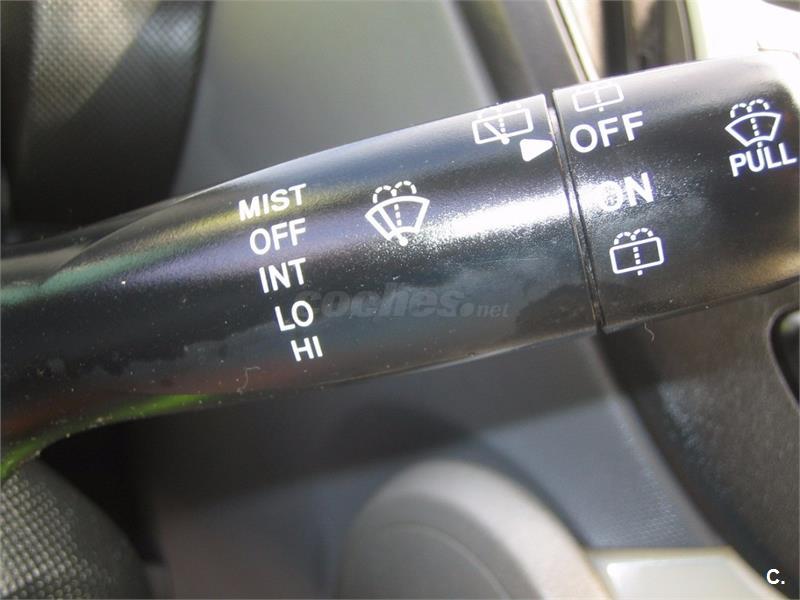 MIST
OFF
INT
LO
HI
OFF
ON
PULL
coches.net
C.